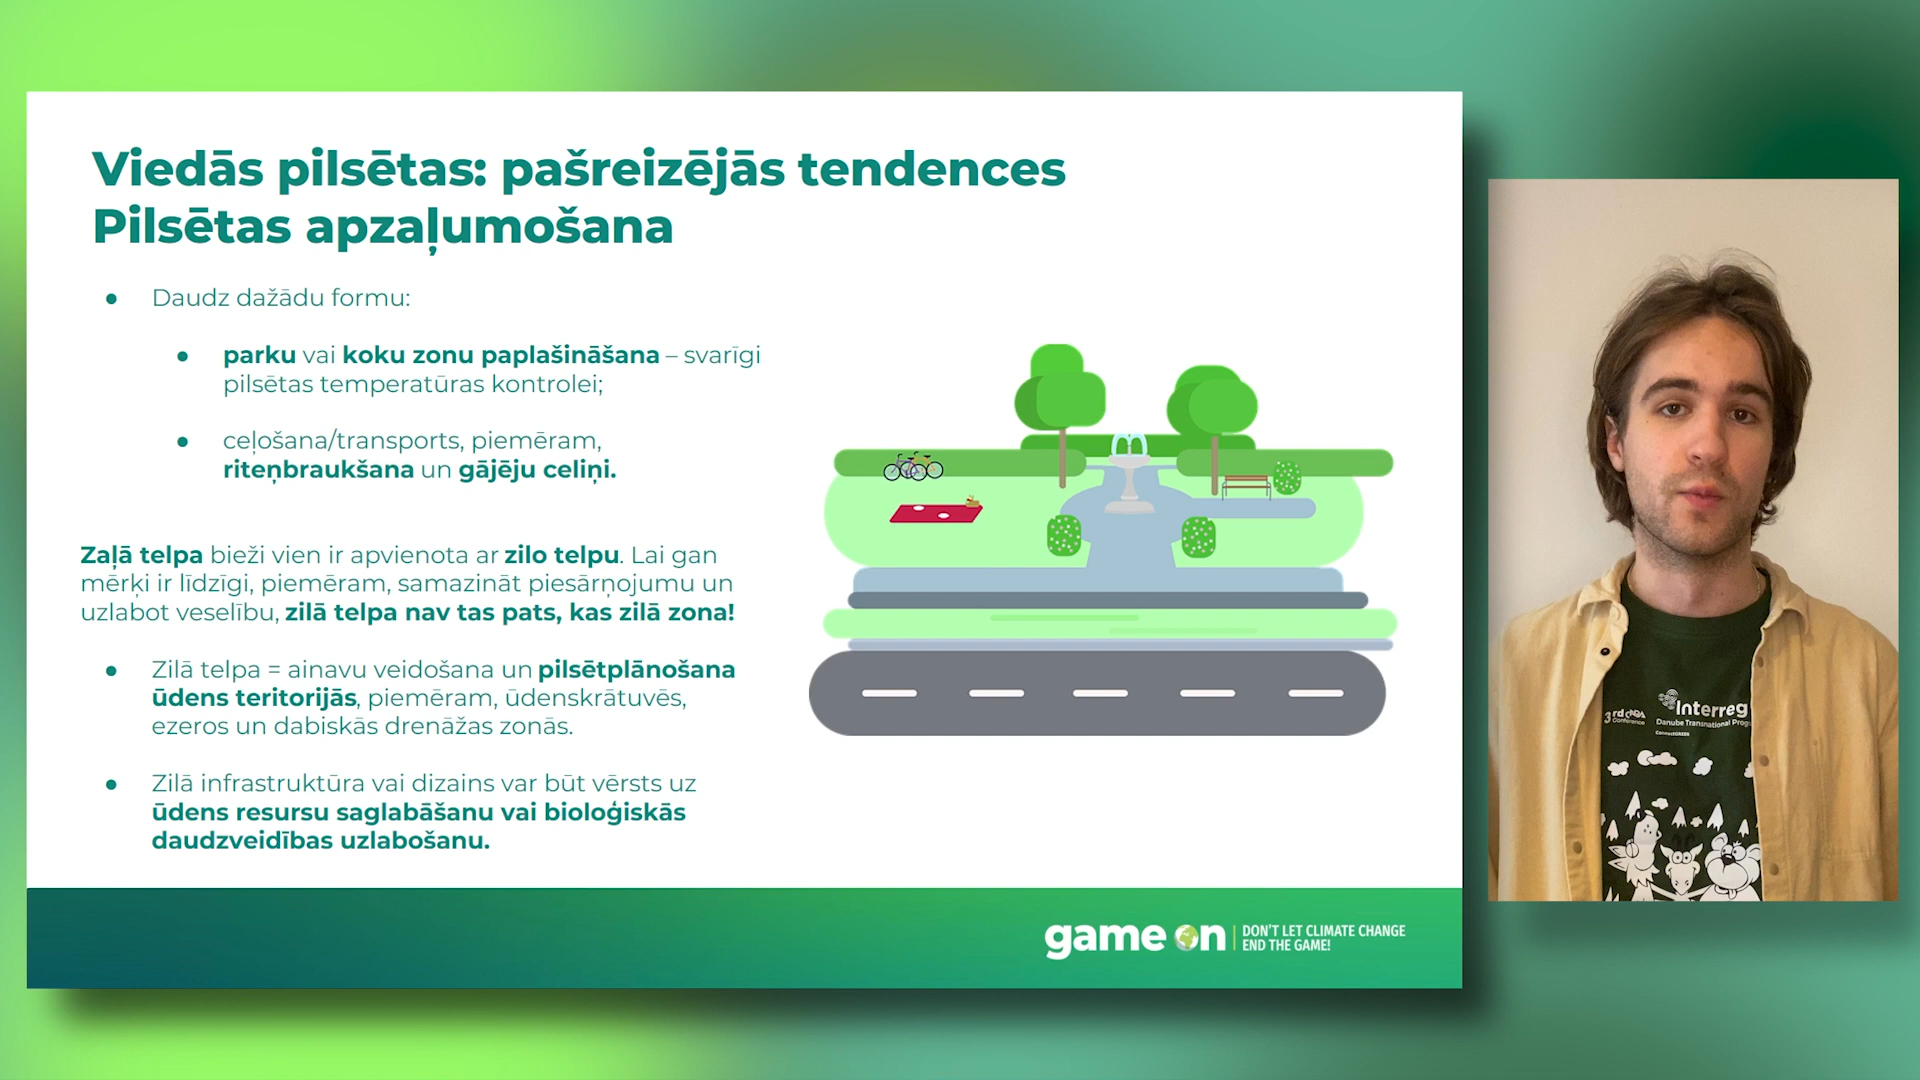 Viedās pilsētas: pašreizējās tendences
Pilsētas apzaļumošana
● Daudz dažādu formu:
● parku vai koku zonu paplašināšana – svarīgi
pilsētas temperatūras kontrolei;
● ceļošana/transports, piemēram,
riteņbraukšana un gājēju celiņi.
Zaļā telpa bieži vien ir apvienota ar zilo telpu. Lai gan
mērķi ir līdzīgi, piemēram, samazināt piesārņojumu un
uzlabot veselību, zilā telpa nav tas pats, kas zilā zona!
● Zilā telpa = ainavu veidošana un pilsētplānošana
ūdens teritorijās, piemēram, ūdenskrātuvēs,
ezeros un dabiskās drenāžas zonās.
● Zilā infrastruktūra vai dizains var būt vērsts uz
ūdens resursu saglabāšanu vai bioloģiskās
daudzveidības uzlabošanu.
game on
DON'T LET CLIMATE CHANGE
END THE GAME!
3rd
Conference
Interreg
Danube Transnational
ConnectGREEN